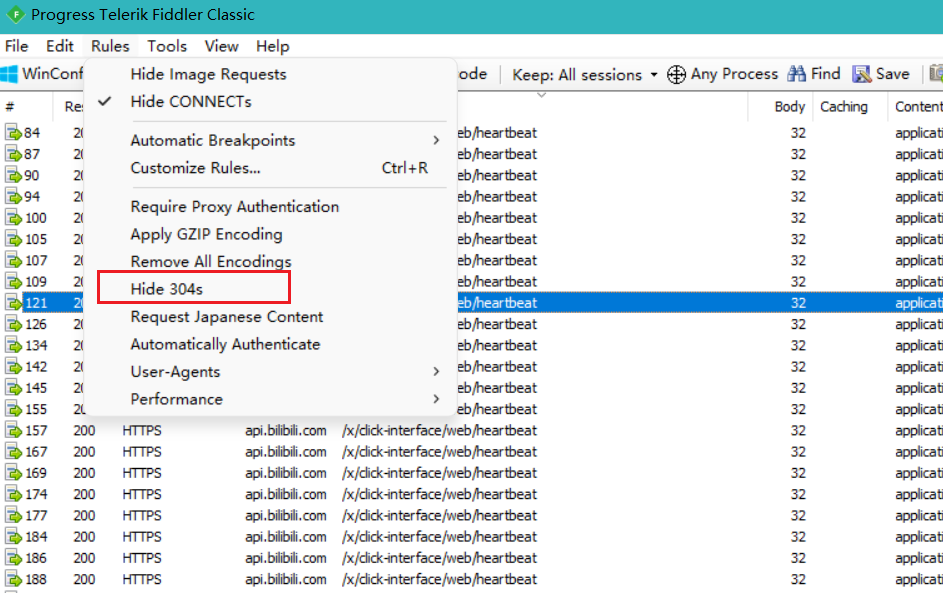 Progress Telerik Fiddler Classic
File Edit Rules Tools View Help
WinConf ode Keep: All sessions Any Process Find Save
# Res Body Caching Content
Hide Image Requests
Hide CONNECTs
Automatic Breakpoints
Customize Rules... Ctrl+R
Require Proxy Authentication
Apply GZIP Encoding
Remove All Encodings
Hide 304s
Request Japanese Content
Automatically Authenticate
User-Agents
Performance
84 20 eb/heartbeat 32 applicati
87 20 eb/heartbeat 32 applicati
90 20 eb/heartbeat 32 applicati
94 20 eb/heartbeat 32 applicati
100 20 eb/heartbeat 32 applicati
105 20 eb/heartbeat 32 applicati
107 20 eb/heartbeat 32 applicati
109 20 eb/heartbeat 32 applicati
121 20 eb/heartbeat 32 applicati
126 20 eb/heartbeat 32 applicati
134 20 eb/heartbeat 32 applicati
142 20 eb/heartbeat 32 applicati
145 20 eb/heartbeat 32 applicati
155 20 eb/heartbeat 32 applicati
157 200 HTTPS api.bilibili.com /x/click-interface/web/heartbeat 32 applicati
167 200 HTTPS api.bilibili.com /x/click-interface/web/heartbeat 32 applicati
169 200 HTTPS api.bilibili.com /x/click-interface/web/heartbeat 32 applicati
174 200 HTTPS api.bilibili.com /x/click-interface/web/heartbeat 32 applicati
177 200 HTTPS api.bilibili.com /x/click-interface/web/heartbeat 32 applicati
184 200 HTTPS api.bilibili.com /x/click-interface/web/heartbeat 32 applicati
186 200 HTTPS api.bilibili.com /x/click-interface/web/heartbeat 32 applicati
188 200 HTTPS api.bilibili.com /x/click-interface/web/heartbeat 32 applicati